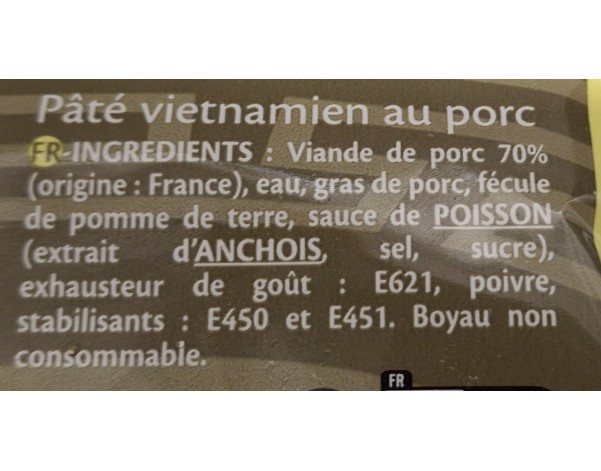 Pâté vietnamien au porc
FR-INGREDIENTS : Viande de porc 70%
(origine : France), eau, gras de porc, fécule
de pomme de terre, sauce de POISSON
(extrait d'ANCHOIS, sel, sucre),
exhausteur de goût : E621, poivre,
stabilisants : E450 et E451. Boyau non
consommable.
FR